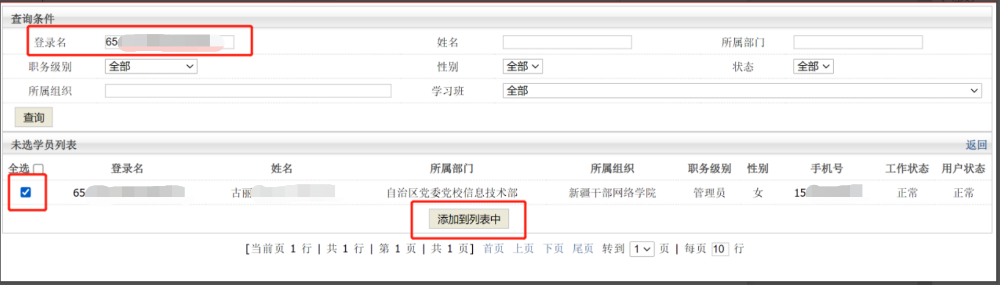 查询条件
登录名 65 姓名 所属部门
职务级别 全部 性别 全部 状态 全部
所属组织 学习班 全部
查询
未选学员列表 返回
全选 登录名 姓名 所属部门 所属组织 职务级别 性别 手机号 工作状态 用户状态
65 古丽 自治区党委党校信息技术部 新疆干部网络学院 管理员 女 15 正常 正常
添加到列表中
[当前页 1 行 | 共 1 行 | 第 1 页 | 共 1 页] 首页 上页 下页 尾页 转到 1 页 | 每页 10 行